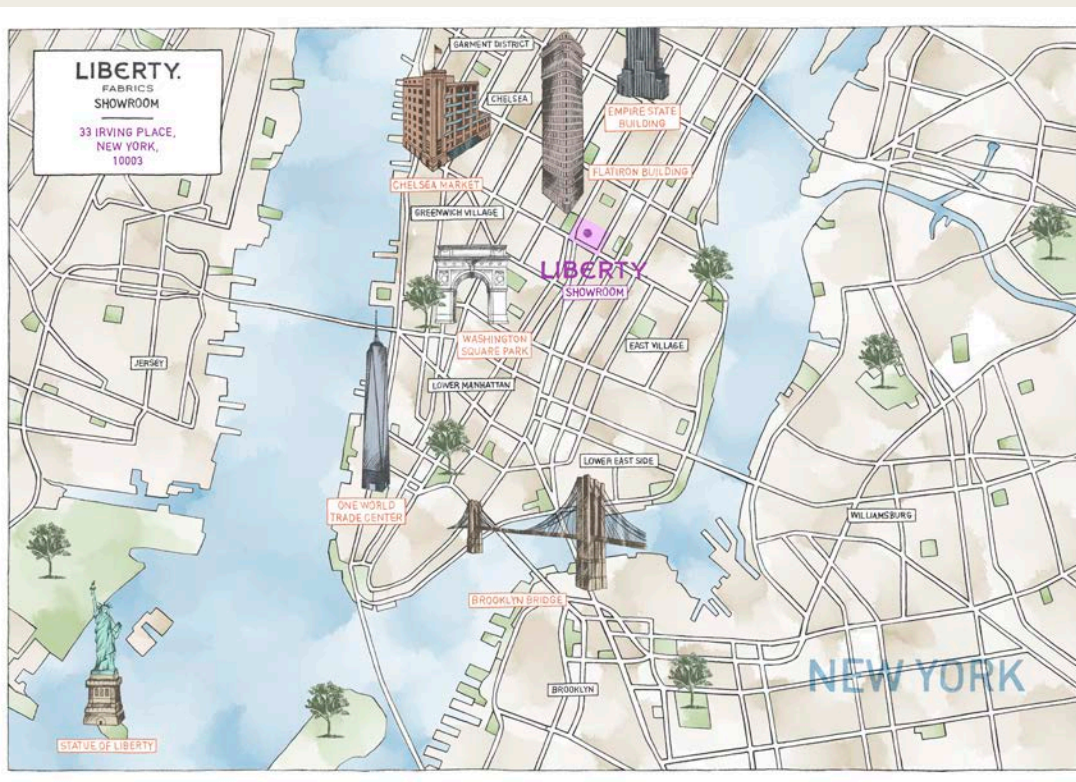 LIBERTY.
FABRICS
SHOWROOM
33 IRVING PLACE,
NEW YORK,
10003
GARMENT DISTRICT
CHELSEA
EMPIRE STATE
BUILDING
CHELSEA MARKET
FLATIRON BUILDING
GREENWICH VILLAGE
LIBERTY.
SHOWROOM
WASHINGTON
SQUARE PARK
EAST VILLAGE
JERSEY
LOWER MANHATTAN
LOWER EAST SIDE
ONE WORLD
TRADE CENTER
WILLIAMSBURG
BROOKLYN BRIDGE
NEW YORK
BROOKLYN
STATUE OF LIBERTY